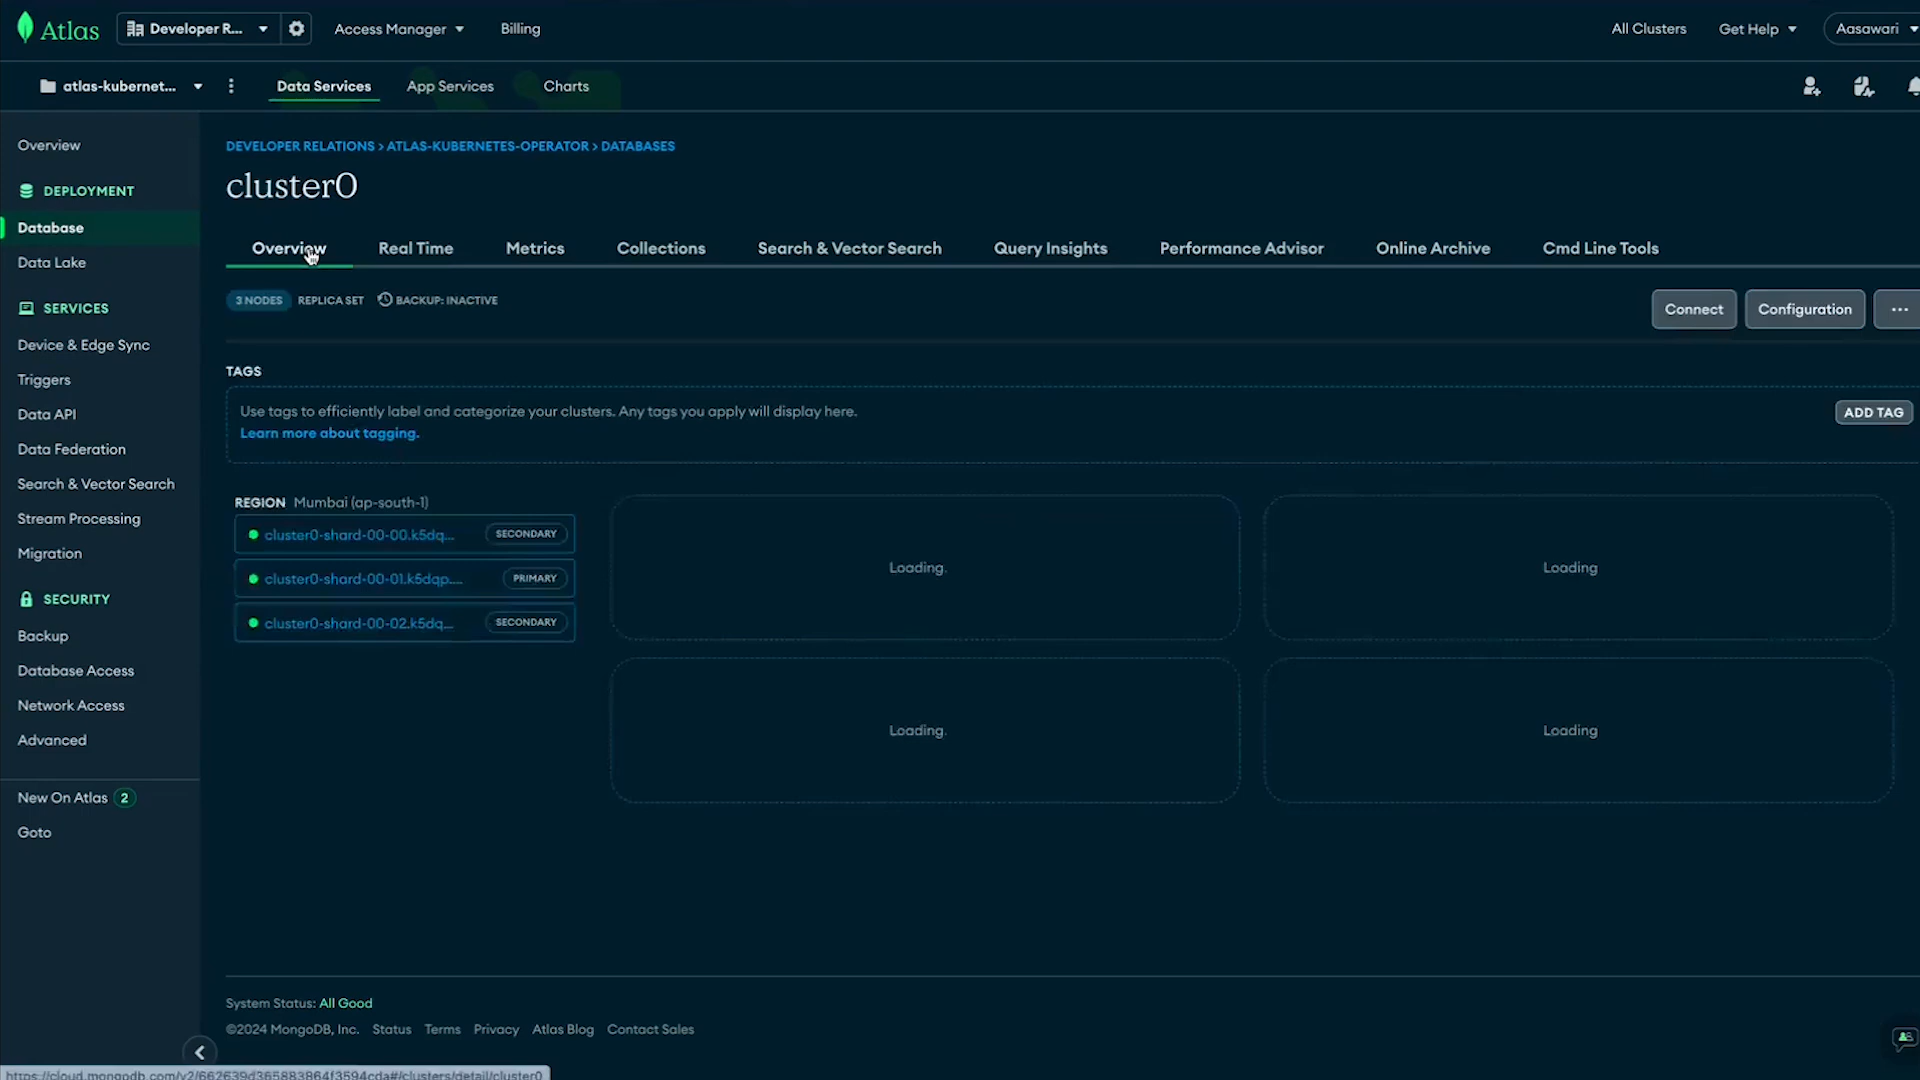 Atlas Developer R... Access Manager Billing All Clusters Get Help Aasawari
atlas-kubernet... Data Services App Services Charts
Overview
DEPLOYMENT
Database
Data Lake
SERVICES
Device & Edge Sync
Triggers
Data API
Data Federation
Search & Vector Search
Stream Processing
Migration
SECURITY
Backup
Database Access
Network Access
Advanced
New On Atlas 2
Goto
DEVELOPER RELATIONS > ATLAS-KUBERNETES-OPERATOR > DATABASES
cluster0
Overview Real Time Metrics Collections Search & Vector Search Query Insights Performance Advisor Online Archive Cmd Line Tools
3 NODES REPLICA SET BACKUP: INACTIVE
Connect Configuration ...
TAGS
Use tags to efficiently label and categorize your clusters. Any tags you apply will display here.
Learn more about tagging.
ADD TAG
REGION Mumbai (ap-south-1)
cluster0-shard-00-00.k5dq... SECONDARY
cluster0-shard-00-01.k5dqp.... PRIMARY
cluster0-shard-00-02.k5dq... SECONDARY
Loading. Loading
Loading. Loading
System Status: All Good
©2024 MongoDB, Inc. Status Terms Privacy Atlas Blog Contact Sales
https://cloud.mongodb.com/v2/662639d365883864f3594cda#/clusters/detail/cluster0